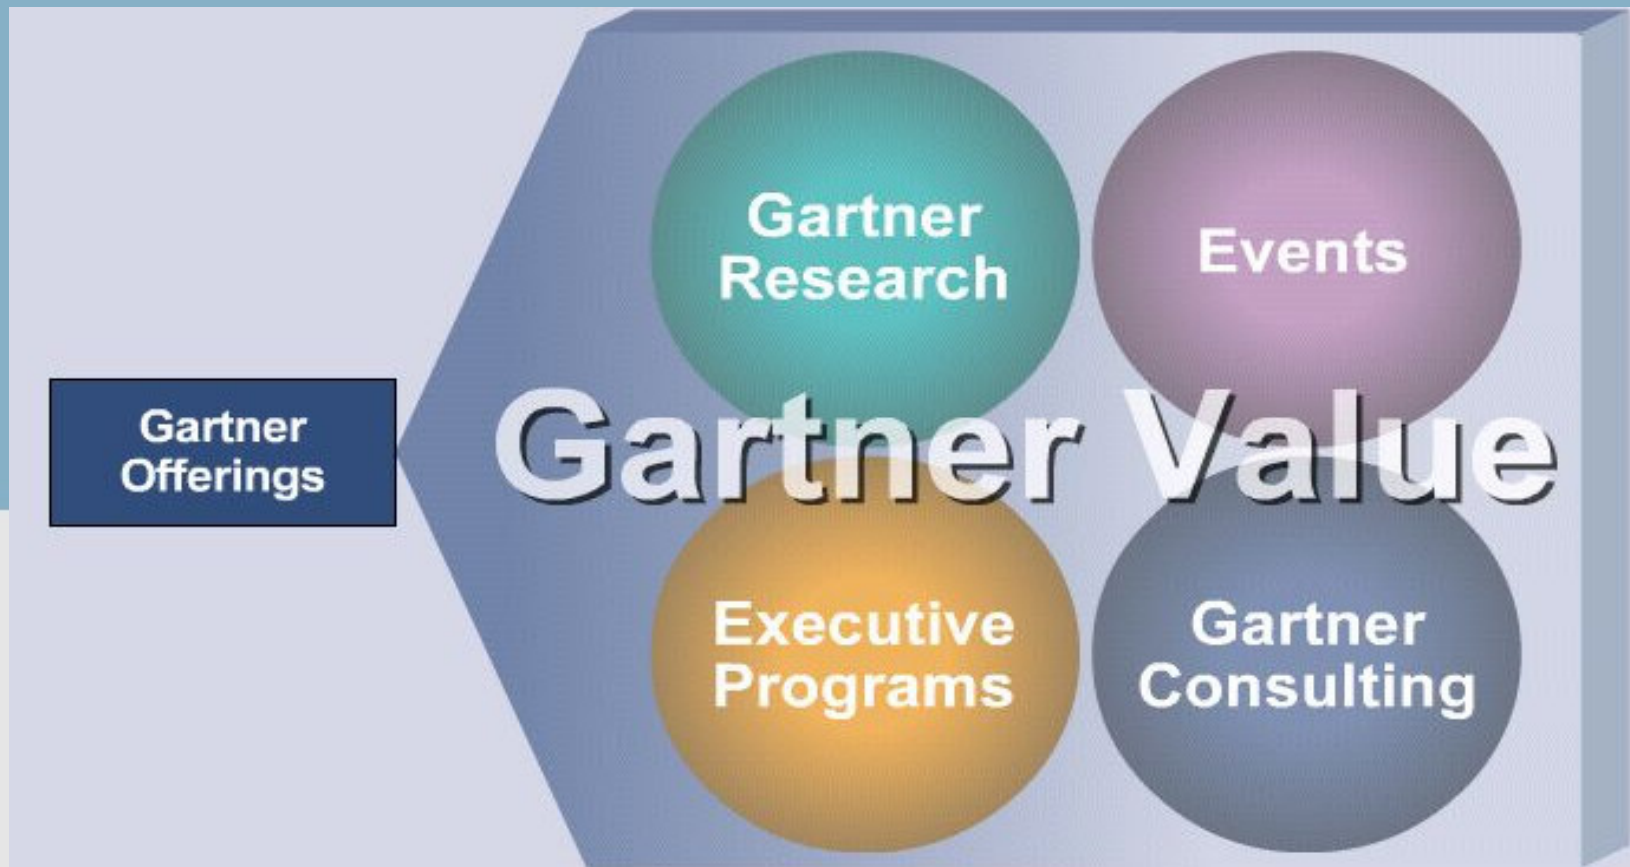 Gartner
Research
Events
Gartner
Offerings
Gartner Value
Executive
Programs
Gartner
Consulting